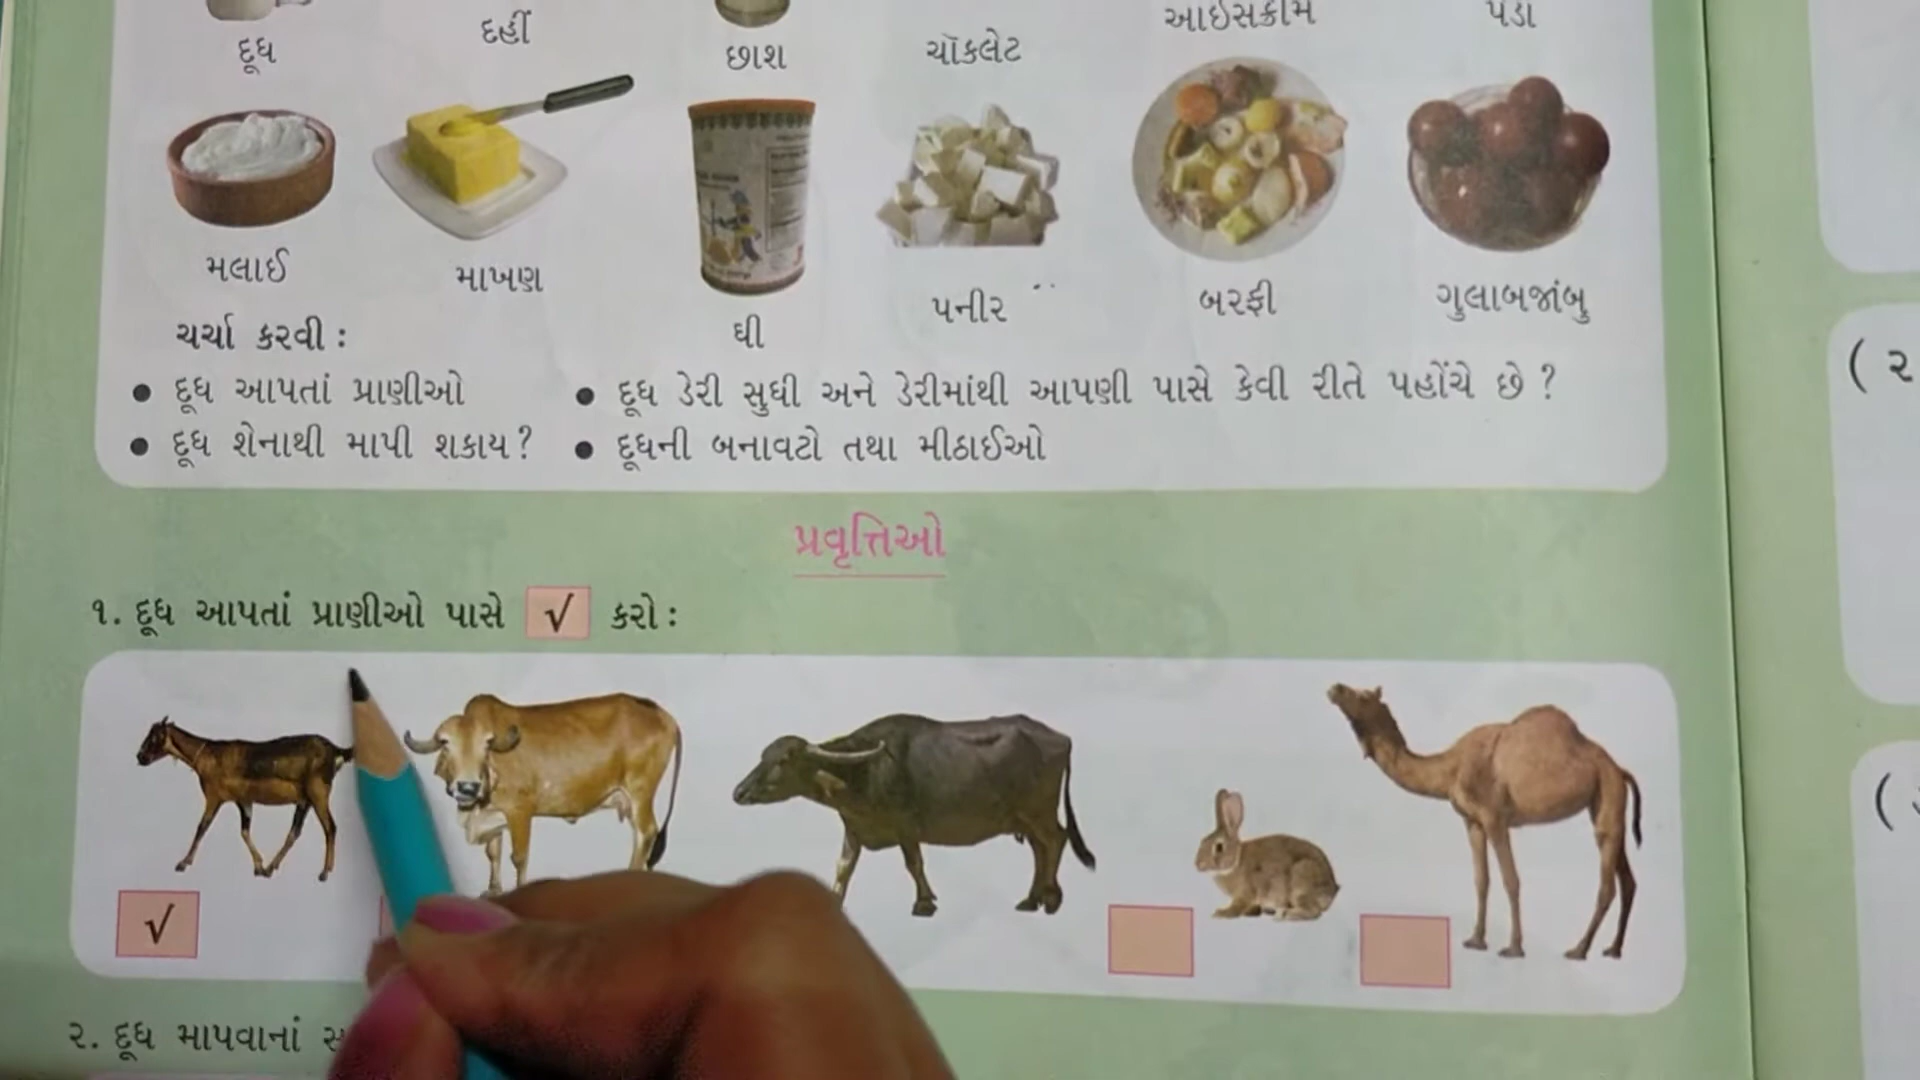 દૂધ દહીં છાશ ચૉકલેટ આઇસક્રીમ પેંડા
મલાઈ માખણ ઘી પનીર બરફી ગુલાબજાંબુ
ચર્ચા કરવી :
• દૂધ આપતાં પ્રાણીઓ • દૂધ ડેરી સુધી અને ડેરીમાંથી આપણી પાસે કેવી રીતે પહોંચે છે ?
• દૂધ શેનાથી માપી શકાય ? • દૂધની બનાવટો તથા મીઠાઈઓ
પ્રવૃત્તિઓ
૧. દૂધ આપતાં પ્રાણીઓ પાસે √ કરો :
√
૨. દૂધ માપવાનાં
(૨